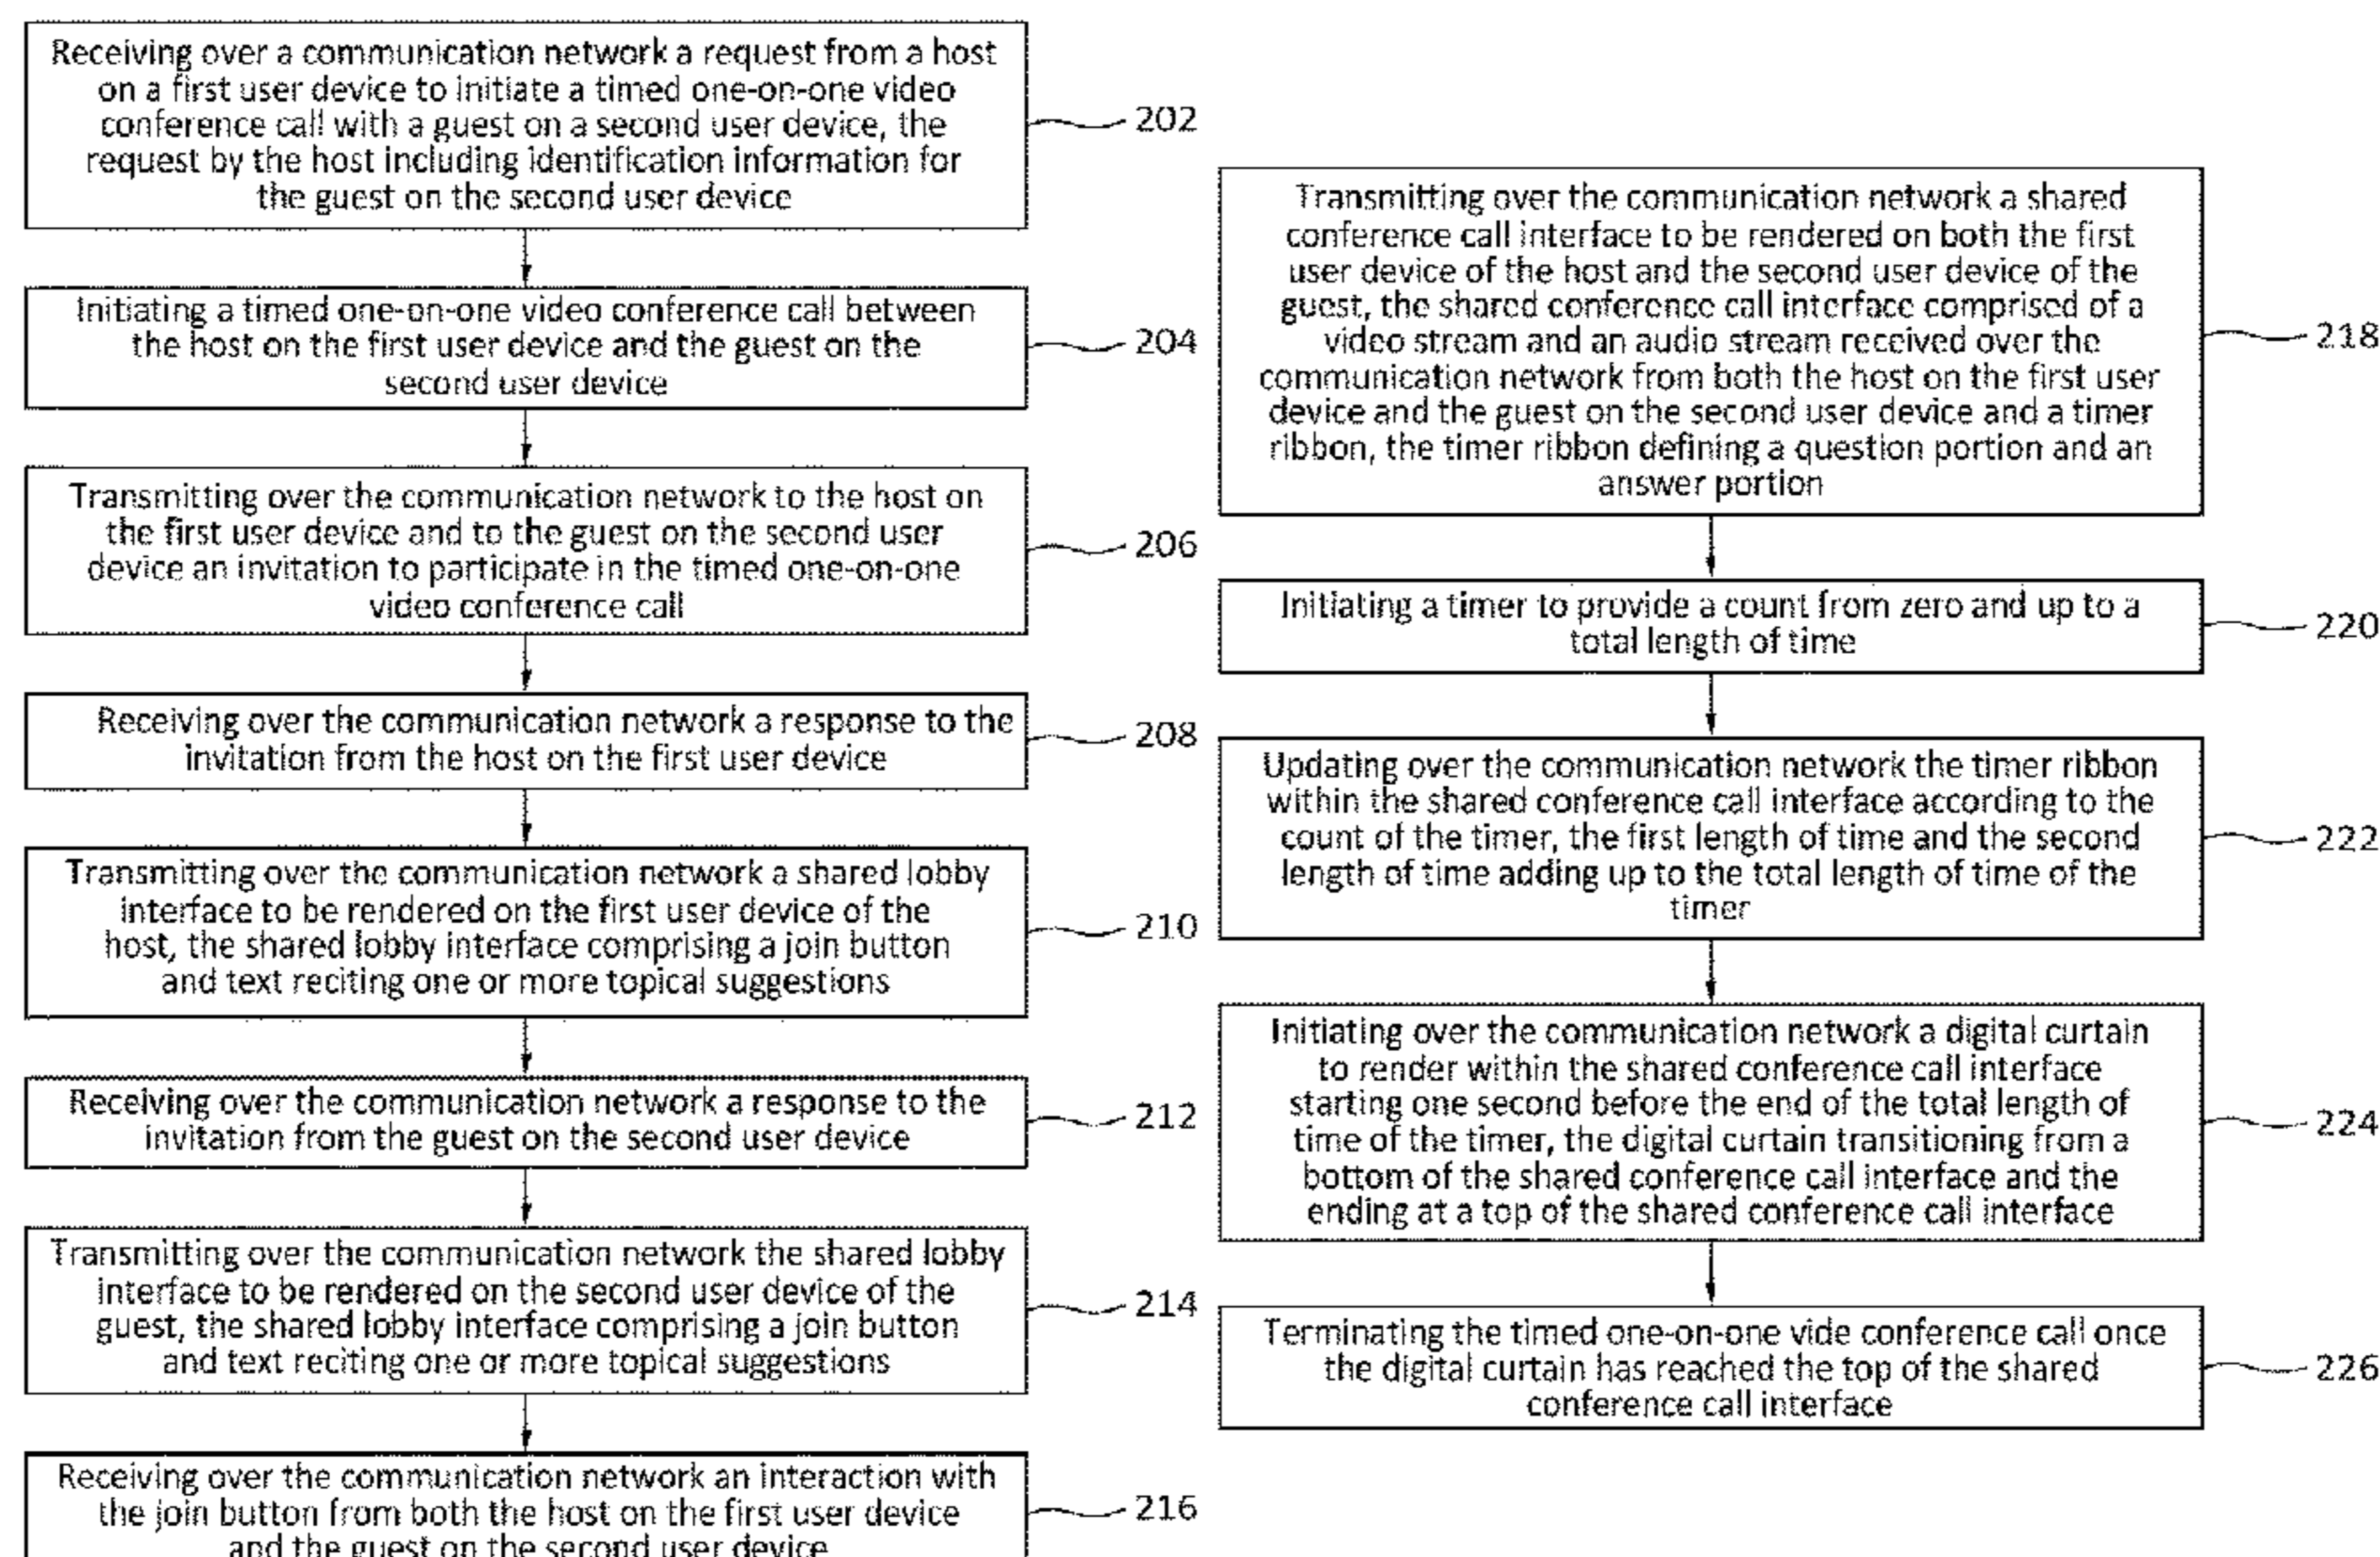 Receiving over a communication network a request from a host
on a first user device to initiate a timed one-on-one video
conference call with a guest on a second user device, the
request by the host including identification information for
the guest on the second user device
202
Initiating a timed one-on-one video conference call between
the host on the first user device and the guest on the
second user device
204
Transmitting over the communication network to the host on
the first user device and to the guest on the second user
device an invitation to participate in the timed one-on-one
video conference call
206
Receiving over the communication network a response to the
invitation from the host on the first user device
208
Transmitting over the communication network a shared lobby
interface to be rendered on the first user device of the
host, the shared lobby interface comprising a join button
and text reciting one or more topical suggestions
210
Receiving over the communication network a response to the
invitation from the guest on the second user device
212
Transmitting over the communication network the shared lobby
interface to be rendered on the second user device of the
guest, the shared lobby interface comprising a join button
and text reciting one or more topical suggestions
214
Receiving over the communication network an interaction with
the join button from both the host on the first user device
and the guest on the second user device
216
Transmitting over the communication network a shared
conference call interface to be rendered on both the first
user device of the host and the second user device of the
guest, the shared conference call interface comprised of a
video stream and an audio stream received over the
communication network from both the host on the first user
device and the guest on the second user device and a timer
ribbon, the timer ribbon defining a question portion and an
answer portion
218
Initiating a timer to provide a count from zero and up to a
total length of time
220
Updating over the communication network the timer ribbon
within the shared conference call interface according to the
count of the timer, the first length of time and the second
length of time adding up to the total length of time of the
timer
222
Initiating over the communication network a digital curtain
to render within the shared conference call interface
starting one second before the end of the total length of
time of the timer, the digital curtain transitioning from a
bottom of the shared conference call interface and the
ending at a top of the shared conference call interface
224
Terminating the timed one-on-one vide conference call once
the digital curtain has reached the top of the shared
conference call interface
226